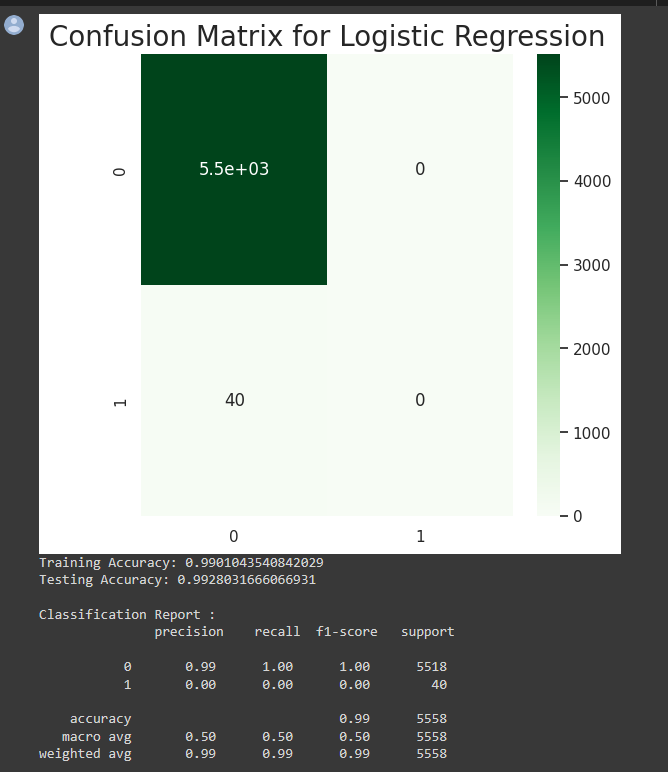 Confusion Matrix for Logistic Regression
5000
5.5e+03 0
0
4000
3000
2000
40 0
1
1000
0
0 1
Training Accuracy: 0.9901043540842029
Testing Accuracy: 0.9928031666066931
Classification Report :
precision recall f1-score support
0 0.99 1.00 1.00 5518
1 0.00 0.00 0.00 40
accuracy 0.99 5558
macro avg 0.50 0.50 0.50 5558
weighted avg 0.99 0.99 0.99 5558